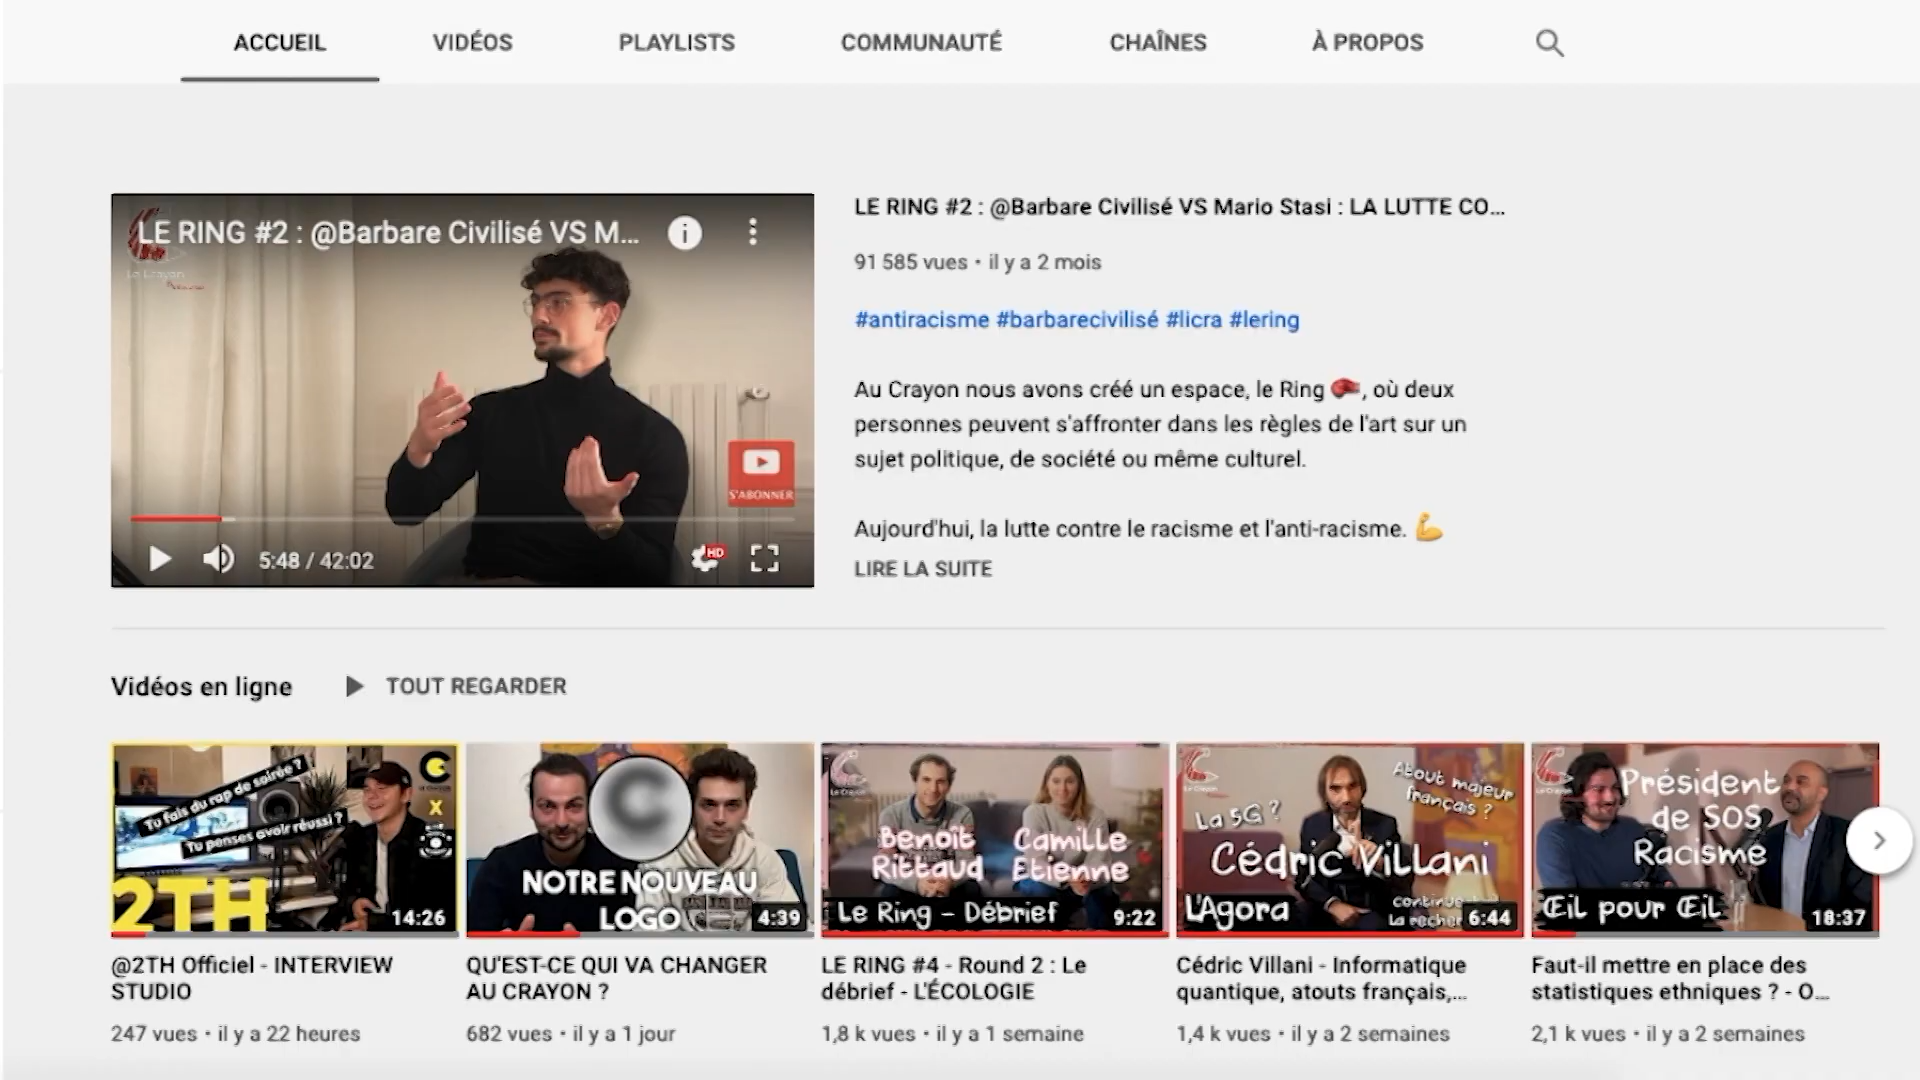 ACCUEIL
VIDÉOS
PLAYLISTS
COMMUNAUTÉ
CHAÎNES
À PROPOS
LE RING #2 : @Barbare Civilisé VS M...
Le Crayon
S'ABONNER
5:48 / 42:02
HD
LE RING #2 : @Barbare Civilisé VS Mario Stasi : LA LUTTE CO...
91 585 vues • il y a 2 mois
#antiracisme #barbarecivilisé #licra #lering
Au Crayon nous avons créé un espace, le Ring 🥊, où deux
personnes peuvent s'affronter dans les règles de l'art sur un
sujet politique, de société ou même culturel.
Aujourd'hui, la lutte contre le racisme et l'anti-racisme. 💪
LIRE LA SUITE
Vidéos en ligne
TOUT REGARDER
Tu fais du rap de soirée ?
Tu penses avoir réussi ?
X
2TH
14:26
@2TH Officiel - INTERVIEW
STUDIO
247 vues • il y a 22 heures
C
NOTRE NOUVEAU
LOGO
4:39
QU'EST-CE QUI VA CHANGER
AU CRAYON ?
682 vues • il y a 1 jour
Benoît
Rittaud
Camille
Etienne
Le Ring - Débrief
9:22
LE RING #4 - Round 2 : Le
débrief - L'ÉCOLOGIE
1,8 k vues • il y a 1 semaine
La 5G ?
Atout majeur
français ?
Cédric Villani
L'Agora
6:44
Cédric Villani - Informatique
quantique, atouts français,...
1,4 k vues • il y a 2 semaines
Président
de SOS
Racisme
Œil pour Œil
18:37
Faut-il mettre en place des
statistiques ethniques ? - O...
2,1 k vues • il y a 2 semaines